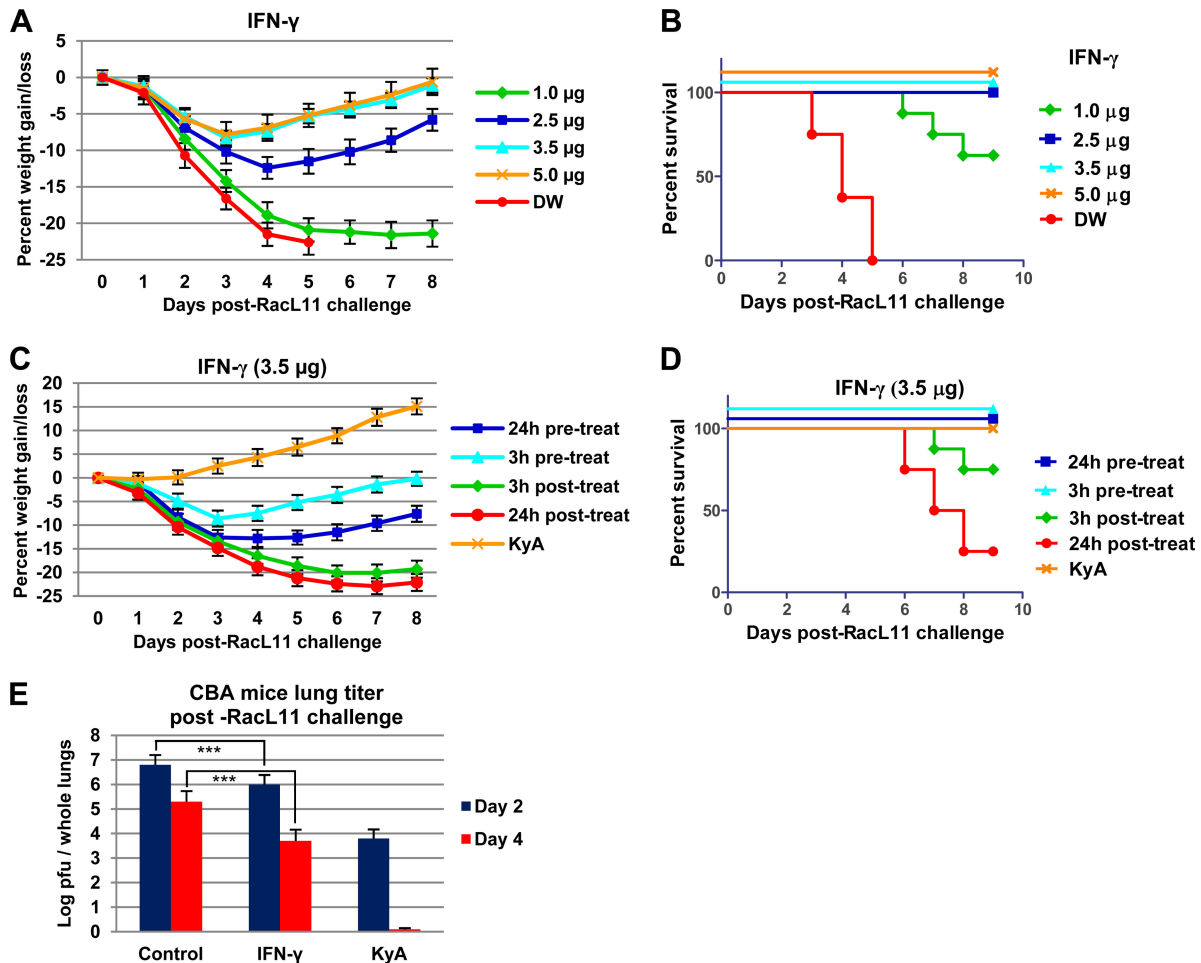 A
IFN-γ
Percent weight gain/loss
5
0
-5
-10
-15
-20
-25
0 1 2 3 4 5 6 7 8
Days post-RacL11 challenge
1.0 µg
2.5 µg
3.5 µg
5.0 µg
DW
B
Percent survival
100
50
0
0 2 4 6 8 10
Days post-RacL11 challenge
IFN-γ
1.0 µg
2.5 µg
3.5 µg
5.0 µg
DW
C
IFN-γ (3.5 µg)
Percent weight gain/loss
20
15
10
5
0
-5
-10
-15
-20
-25
0 1 2 3 4 5 6 7 8
Days post-RacL11 challenge
24h pre-treat
3h pre-treat
3h post-treat
24h post-treat
KyA
D
IFN-γ (3.5 µg)
Percent survival
100
50
0
0 2 4 6 8 10
Days post-RacL11 challenge
24h pre-treat
3h pre-treat
3h post-treat
24h post-treat
KyA
E
CBA mice lung titer
post -RacL11 challenge
Log pfu / whole lungs
8
7
6
5
4
3
2
1
0
***
***
Control IFN-γ KyA
Day 2
Day 4